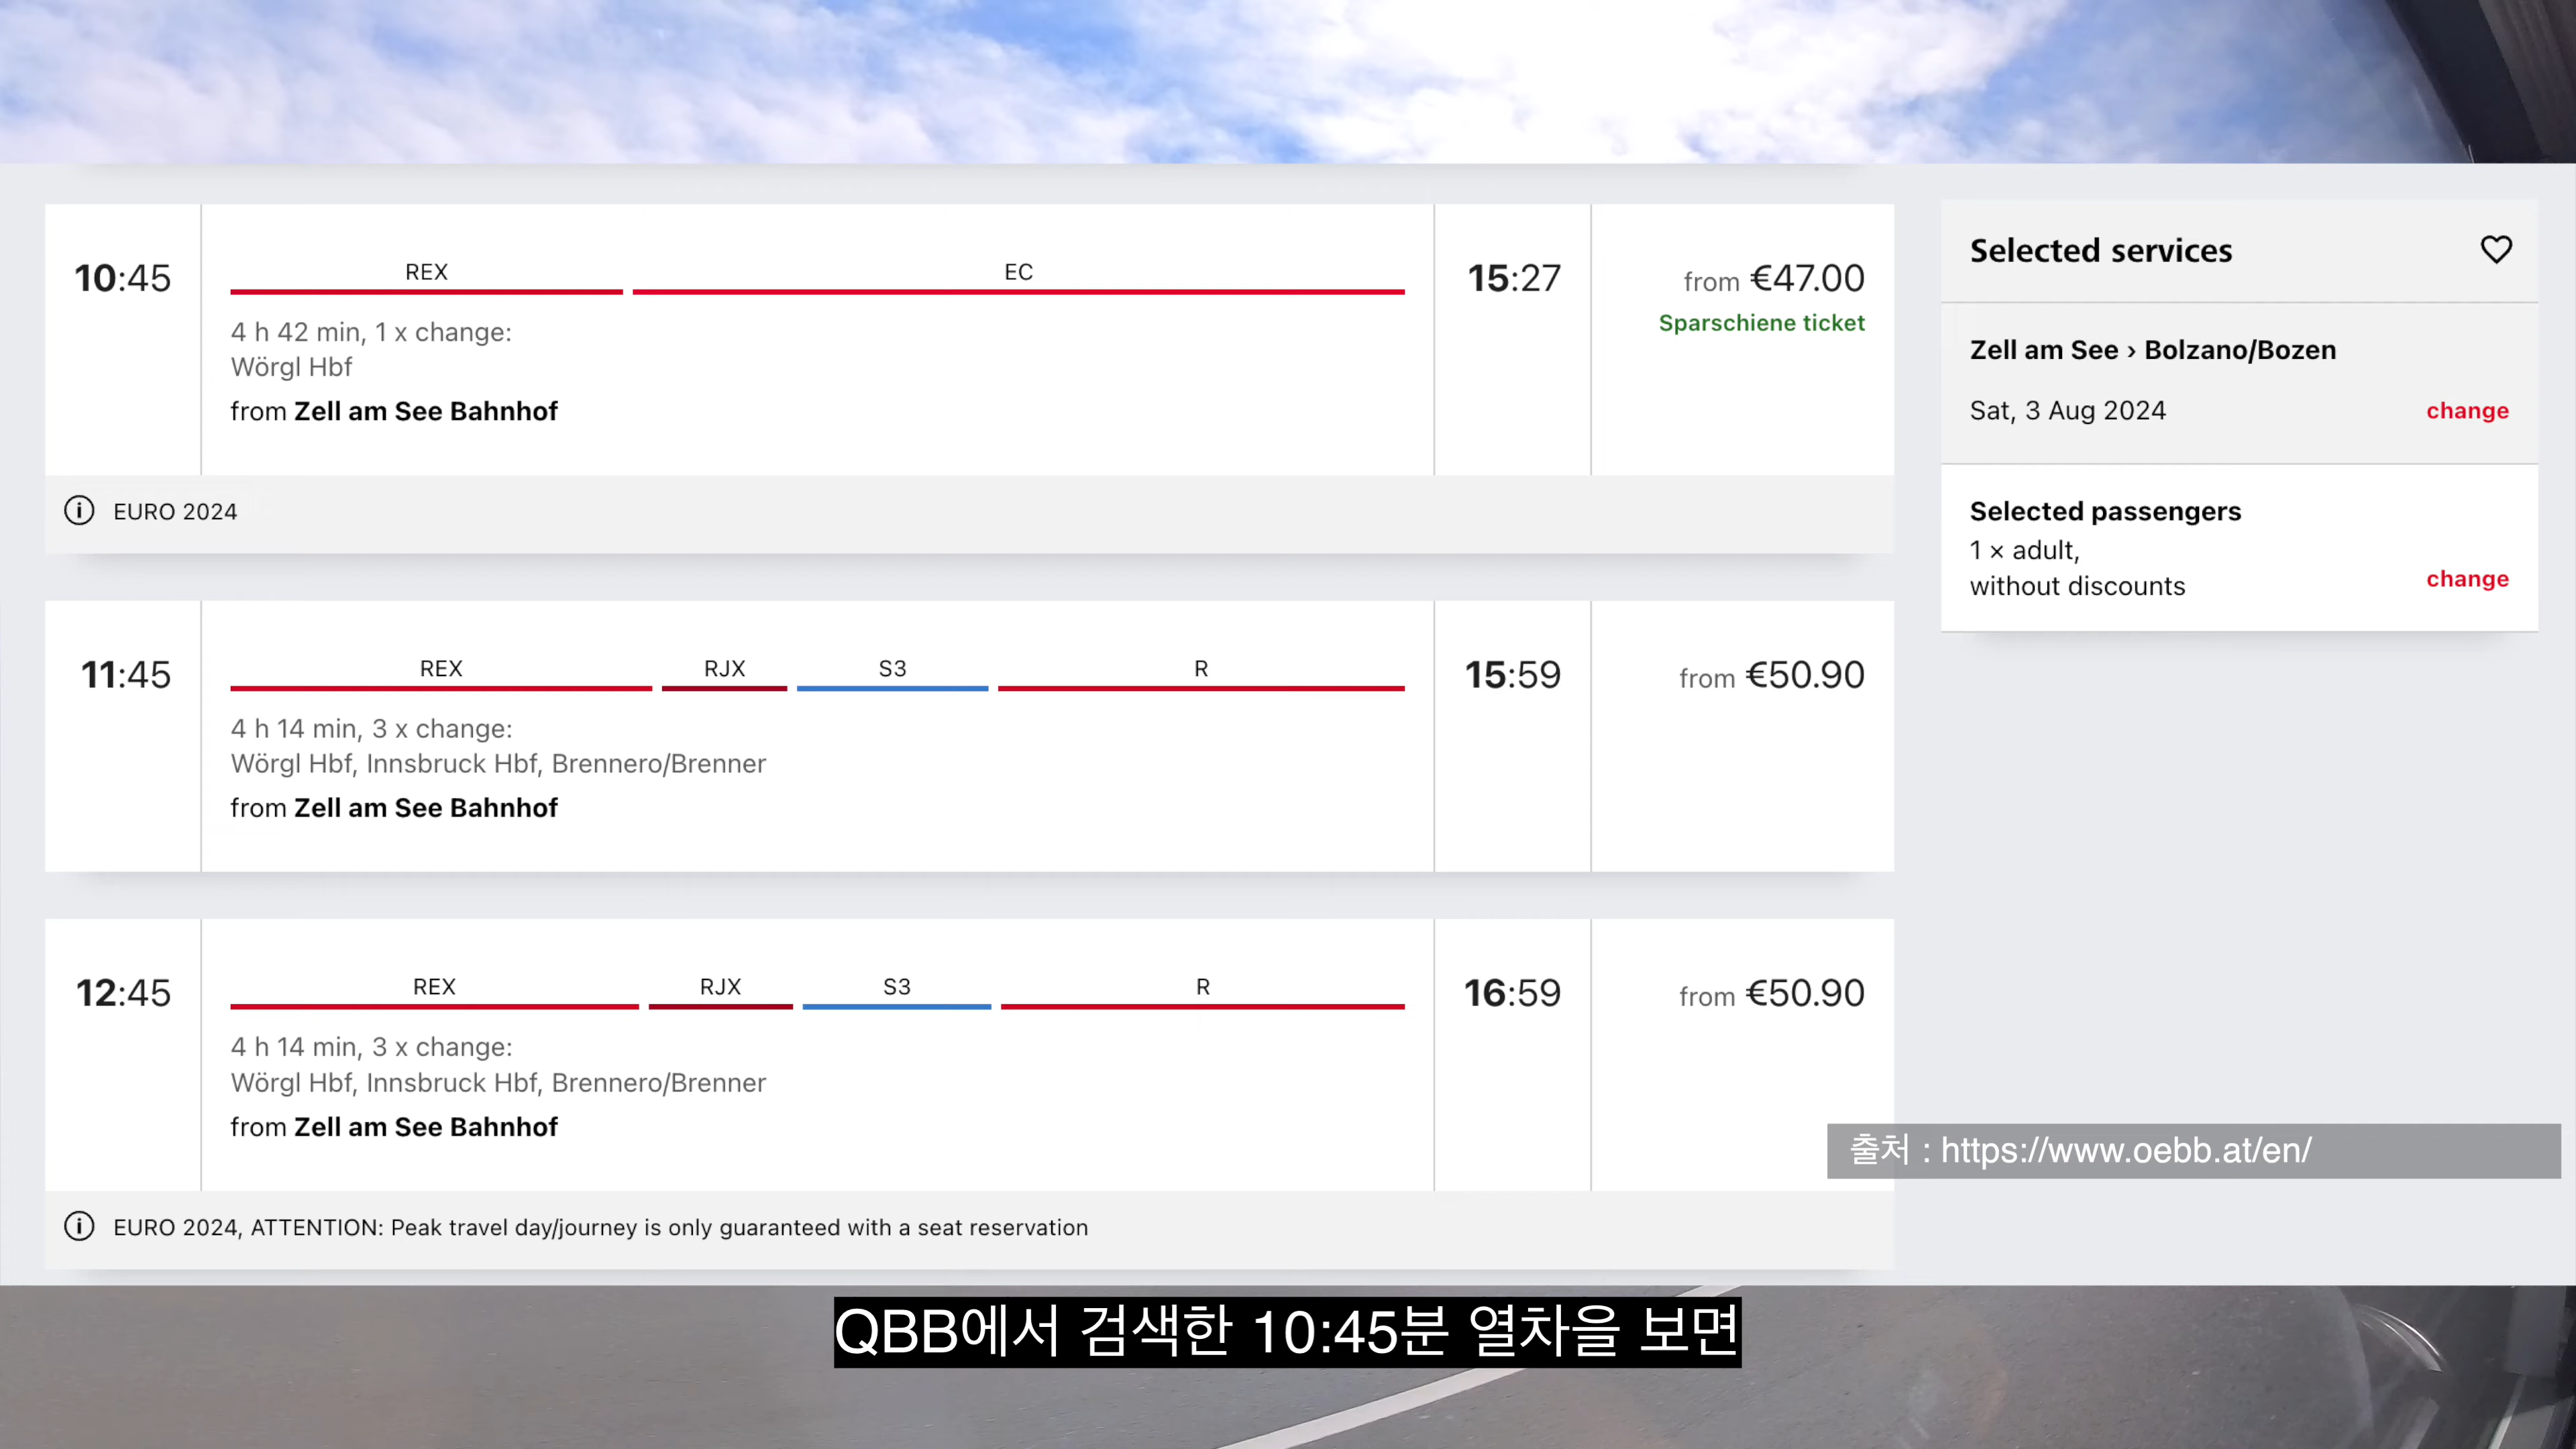 10:45
REX
EC
15:27
from €47.00
Sparschiene ticket
4 h 42 min, 1 x change:
Wörgl Hbf
from Zell am See Bahnhof
EURO 2024
11:45
REX
RJX
S3
R
15:59
from €50.90
4 h 14 min, 3 x change:
Wörgl Hbf, Innsbruck Hbf, Brennero/Brenner
from Zell am See Bahnhof
12:45
REX
RJX
S3
R
16:59
from €50.90
4 h 14 min, 3 x change:
Wörgl Hbf, Innsbruck Hbf, Brennero/Brenner
from Zell am See Bahnhof
EURO 2024, ATTENTION: Peak travel day/journey is only guaranteed with a seat reservation
Selected services
Zell am See › Bolzano/Bozen
Sat, 3 Aug 2024
change
Selected passengers
1 × adult,
without discounts
change
출처 : https://www.oebb.at/en/
QBB에서 검색한 10:45분 열차을 보면